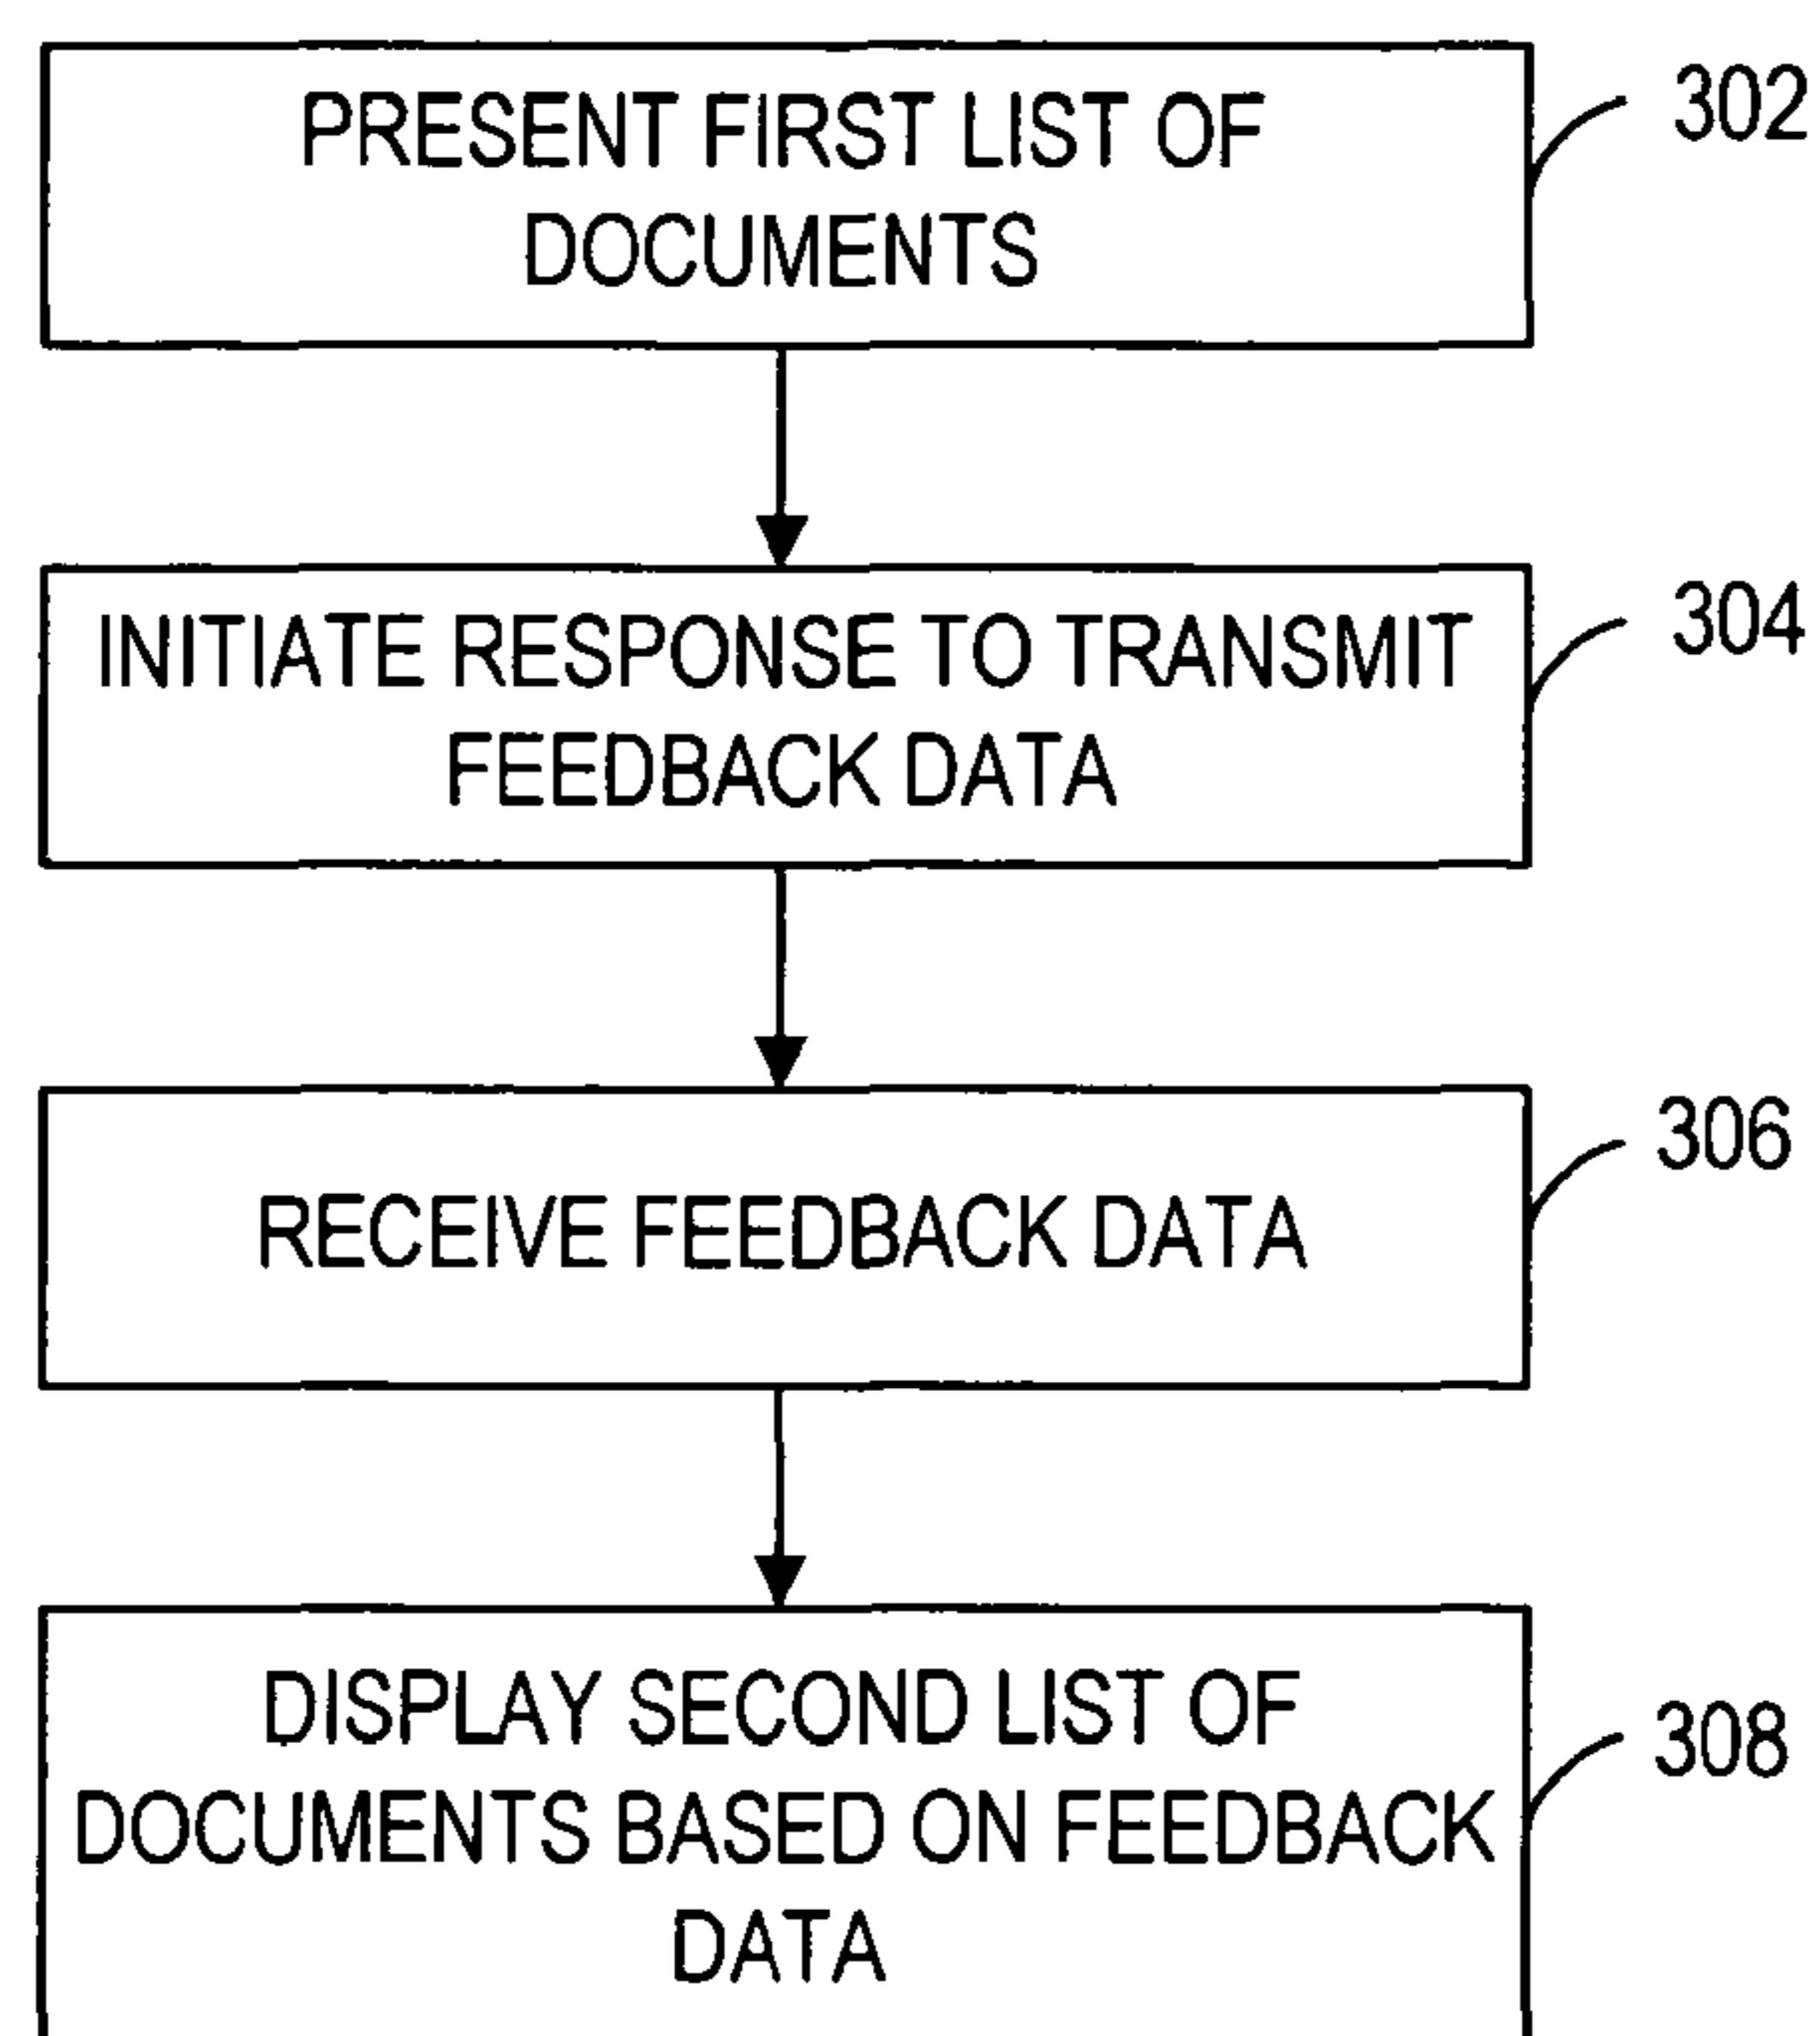 PRESENT FIRST LIST OF
DOCUMENTS
302
INITIATE RESPONSE TO TRANSMIT
FEEDBACK DATA
304
RECEIVE FEEDBACK DATA
306
DISPLAY SECOND LIST OF
DOCUMENTS BASED ON FEEDBACK
DATA
308